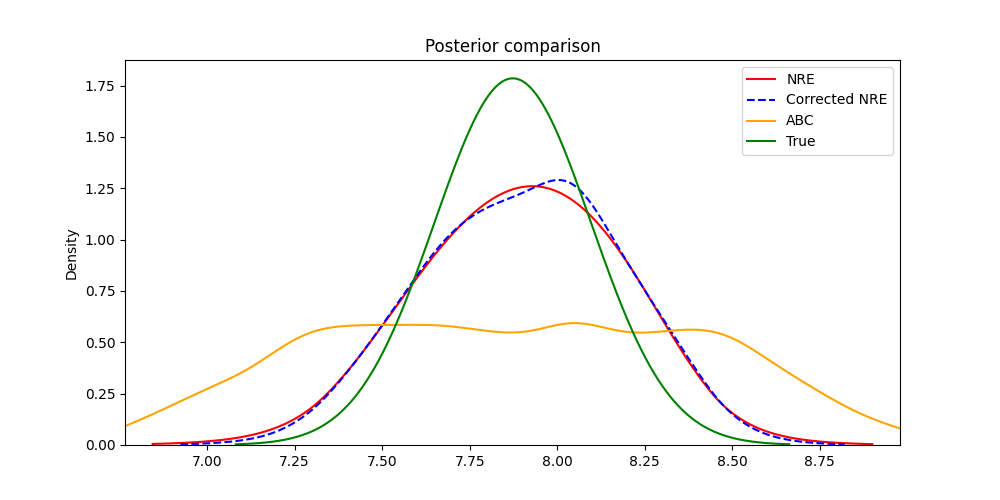 Posterior comparison
NRE
Corrected NRE
ABC
True
Density
1.75
1.50
1.25
1.00
0.75
0.50
0.25
0.00
7.00 7.25 7.50 7.75 8.00 8.25 8.50 8.75